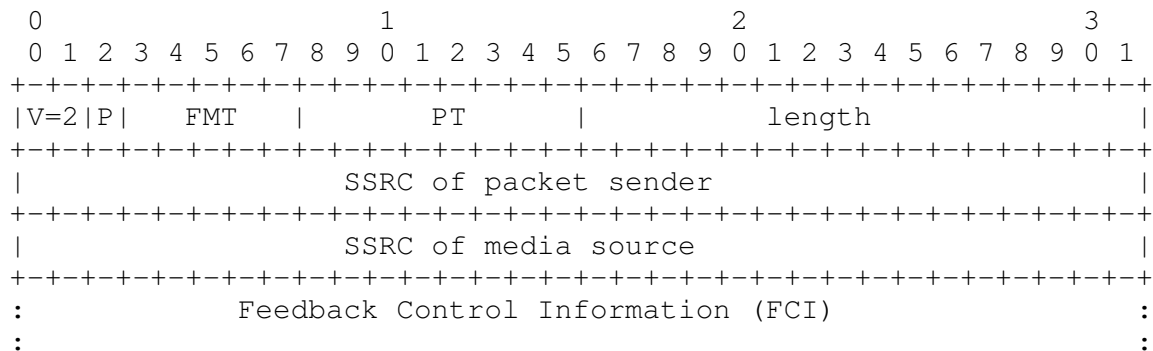 0                   1                   2                   3
 0 1 2 3 4 5 6 7 8 9 0 1 2 3 4 5 6 7 8 9 0 1 2 3 4 5 6 7 8 9 0 1
+-+-+-+-+-+-+-+-+-+-+-+-+-+-+-+-+-+-+-+-+-+-+-+-+-+-+-+-+-+-+-+-+
|V=2|P|   FMT   |       PT      |          length               |
+-+-+-+-+-+-+-+-+-+-+-+-+-+-+-+-+-+-+-+-+-+-+-+-+-+-+-+-+-+-+-+-+
|                  SSRC of packet sender                        |
+-+-+-+-+-+-+-+-+-+-+-+-+-+-+-+-+-+-+-+-+-+-+-+-+-+-+-+-+-+-+-+-+
|                  SSRC of media source                         |
+-+-+-+-+-+-+-+-+-+-+-+-+-+-+-+-+-+-+-+-+-+-+-+-+-+-+-+-+-+-+-+-+
:            Feedback Control Information (FCI)                 :
:                                                               :